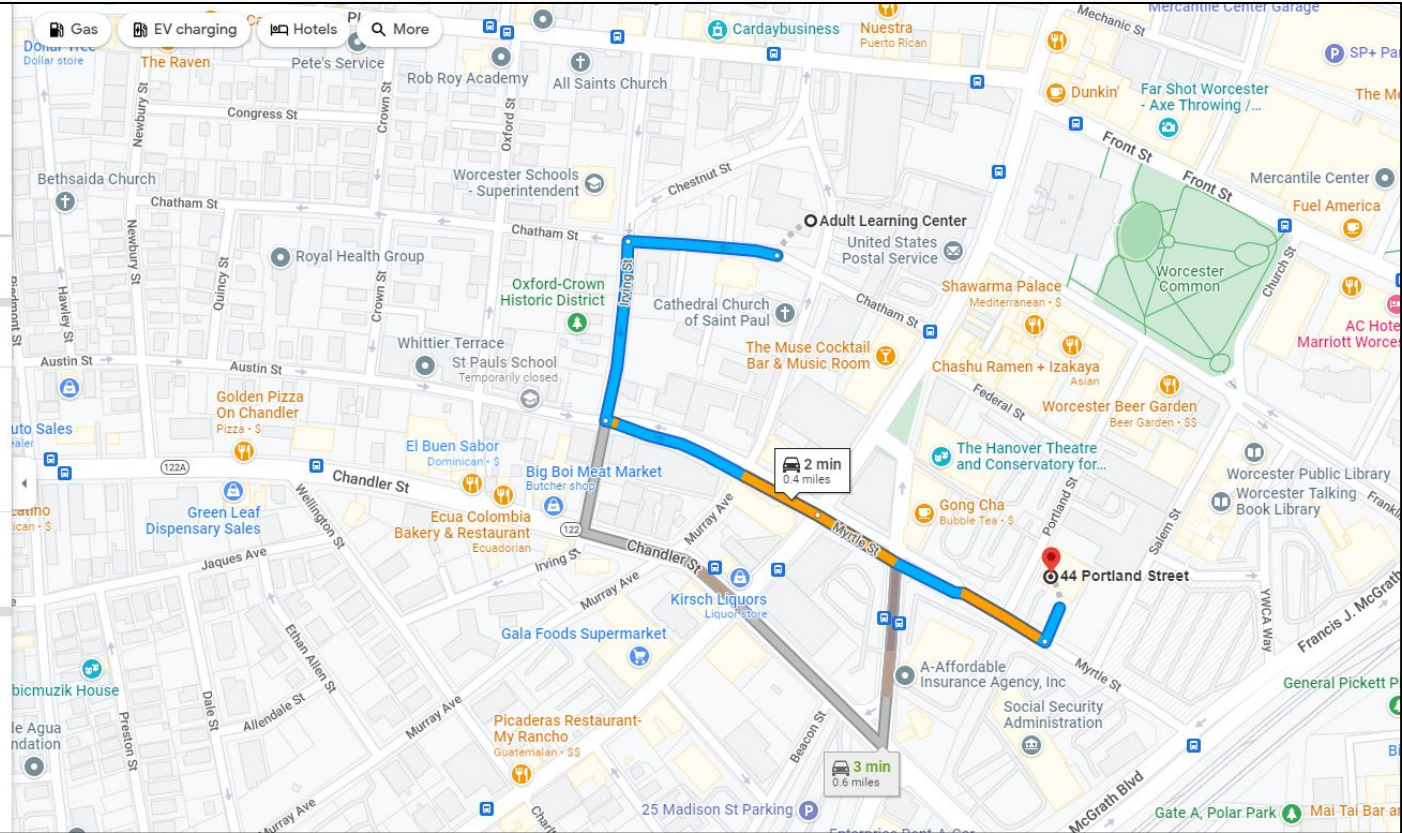 Gas
EV charging
Hotels
More
Dollar Tree
Dollar store
The Raven
Pete's Service
Rob Roy Academy
All Saints Church
Cardaybusiness
Nuestra
Puerto Rican
Mechanic St
Mercantile Center Garage
SP+ Pa
Dunkin'
Far Shot Worcester
- Axe Throwing /...
The M
Newbury St
Congress St
Crown St
Oxford St
Front St
Bethsaida Church
Worcester Schools
- Superintendent
Chestnut St
Front St
Mercantile Center
Fuel America
Chatham St
Newbury St
Quincy St
Royal Health Group
Crown St
Chatham St
Irving St
Adult Learning Center
United States
Postal Service
Worcester
Common
Church St
Piedmont St
Hawley St
Oxford-Crown
Historic District
Cathedral Church
of Saint Paul
Chatham St
Shawarma Palace
Mediterranean · $
AC Hote
Marriott Worces
Whittier Terrace
St Pauls School
Temporarily closed
The Muse Cocktail
Bar & Music Room
Chashu Ramen + Izakaya
Asian
Austin St
Austin St
Golden Pizza
On Chandler
Pizza · $
Federal St
Worcester Beer Garden
Beer Garden · $$
uto Sales
ealer
El Buen Sabor
Dominican · $
Big Boi Meat Market
Butcher shop
2 min
0.4 miles
The Hanover Theatre
and Conservatory for...
Worcester Public Library
Worcester Talking
Book Library
Frankli
122A
Chandler St
Green Leaf
Dispensary Sales
Wellington St
Ecua Colombia
Bakery & Restaurant
Ecuadorian
122
Murray Ave
Myrtle St
Gong Cha
Bubble Tea · $
Portland St
Salem St
atino
ican · $
Jaques Ave
Irving St
Chandler St
Murray Ave
Kirsch Liquors
Liquor store
44 Portland Street
YWCA Way
Francis J. McGrath
Ethan Allen St
Gala Foods Supermarket
Myrtle St
A-Affordable
Insurance Agency, Inc
bicmuzik House
Dale St
Allendale St
Murray Ave
Preston St
Social Security
Administration
General Pickett P
le Agua
ndation
Picaderas Restaurant-
My Rancho
Guatemalan · $$
Beacon St
3 min
0.6 miles
Bi
McGrath Blvd
Murray Ave
25 Madison St Parking
Gate A, Polar Park
Mai Tai Bar a